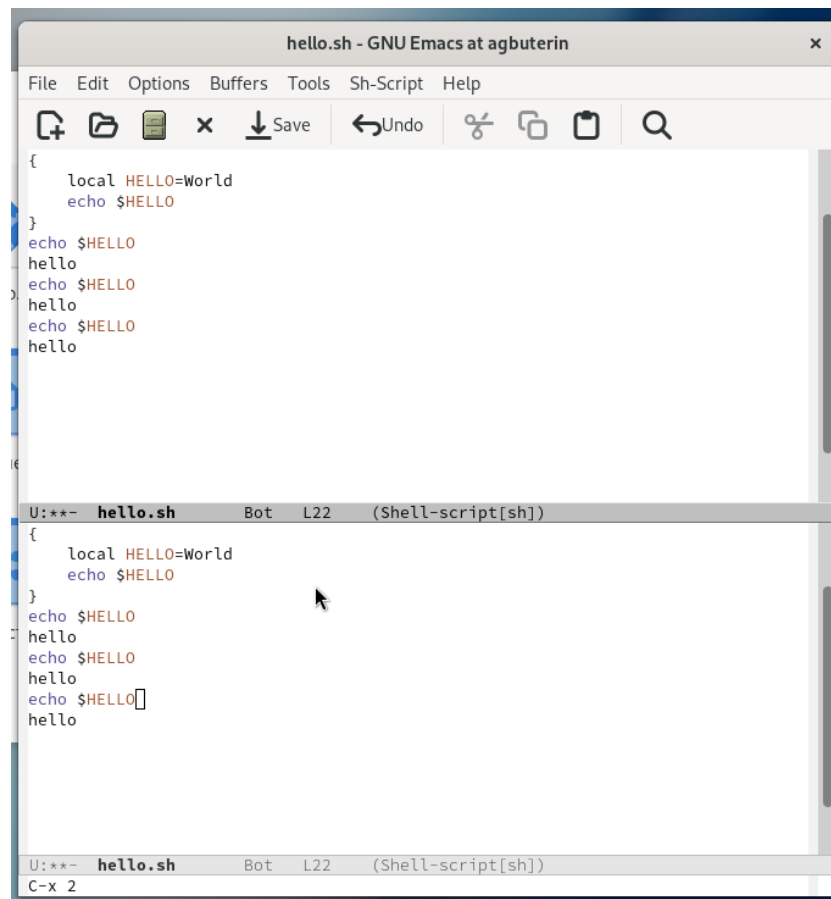 hello.sh - GNU Emacs at agbuterin ×
File Edit Options Buffers Tools Sh-Script Help
Save Undo
{
    local HELLO=World
    echo $HELLO
}
echo $HELLO
hello
echo $HELLO
hello
echo $HELLO
hello
U:**-  hello.sh       Bot   L22    (Shell-script[sh])
{
    local HELLO=World
    echo $HELLO
}
echo $HELLO
hello
echo $HELLO
hello
echo $HELLO
hello
U:**-  hello.sh       Bot   L22    (Shell-script[sh])
C-x 2